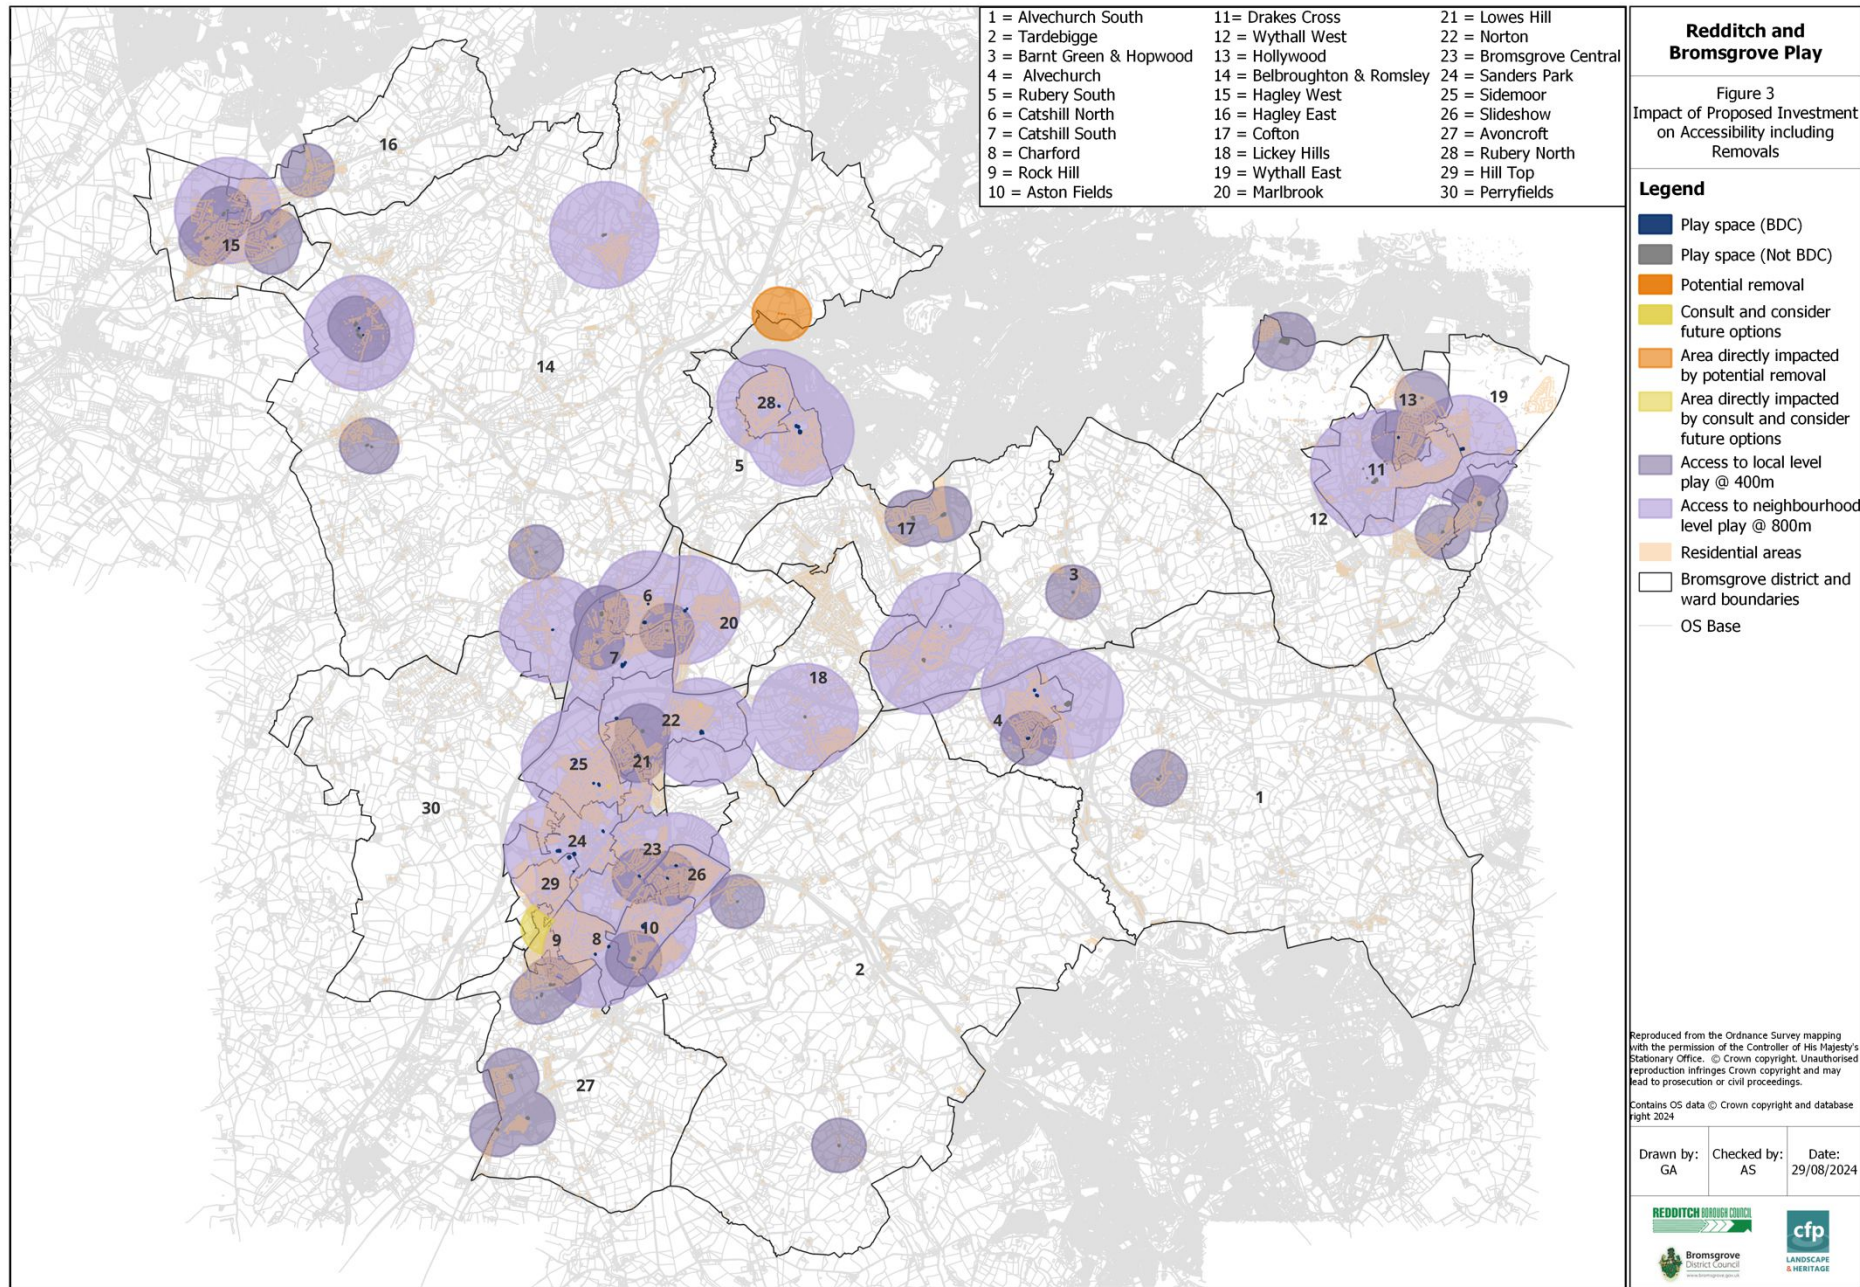 1 = Alvechurch South
2 = Tardebigge
3 = Barnt Green & Hopwood
4 =  Alvechurch
5 = Rubery South
6 = Catshill North
7 = Catshill South
8 = Charford
9 = Rock Hill
10 = Aston Fields
11= Drakes Cross
12 = Wythall West
13 = Hollywood
14 = Belbroughton & Romsley
15 = Hagley West
16 = Hagley East
17 = Cofton
18 = Lickey Hills
19 = Wythall East
20 = Marlbrook
21 = Lowes Hill
22 = Norton
23 = Bromsgrove Central
24 = Sanders Park
25 = Sidemoor
26 = Slideshow
27 = Avoncroft
28 = Rubery North
29 = Hill Top
30 = Perryfields
16
15
14
28
5
13
19
11
12
17
3
6
20
7
18
22
4
25
21
1
30
24
23
26
29
10
9
8
2
27
Redditch and
Bromsgrove Play
Figure 3
Impact of Proposed Investment
on Accessibility including
Removals
Legend
Play space (BDC)
Play space (Not BDC)
Potential removal
Consult and consider
future options
Area directly impacted
by potential removal
Area directly impacted
by consult and consider
future options
Access to local level
play @ 400m
Access to neighbourhood
level play @ 800m
Residential areas
Bromsgrove district and
ward boundaries
OS Base
Reproduced from the Ordnance Survey mapping
with the permission of the Controller of His Majesty's
Stationary Office.  © Crown copyright. Unauthorised
reproduction infringes Crown copyright and may
lead to prosecution or civil proceedings.
Contains OS data © Crown copyright and database
right 2024
Drawn by:
GA
Checked by:
AS
Date:
29/08/2024
REDDITCH BOROUGH COUNCIL
Bromsgrove
District Council
www.bromsgrove.gov.uk
cfp
LANDSCAPE
& HERITAGE